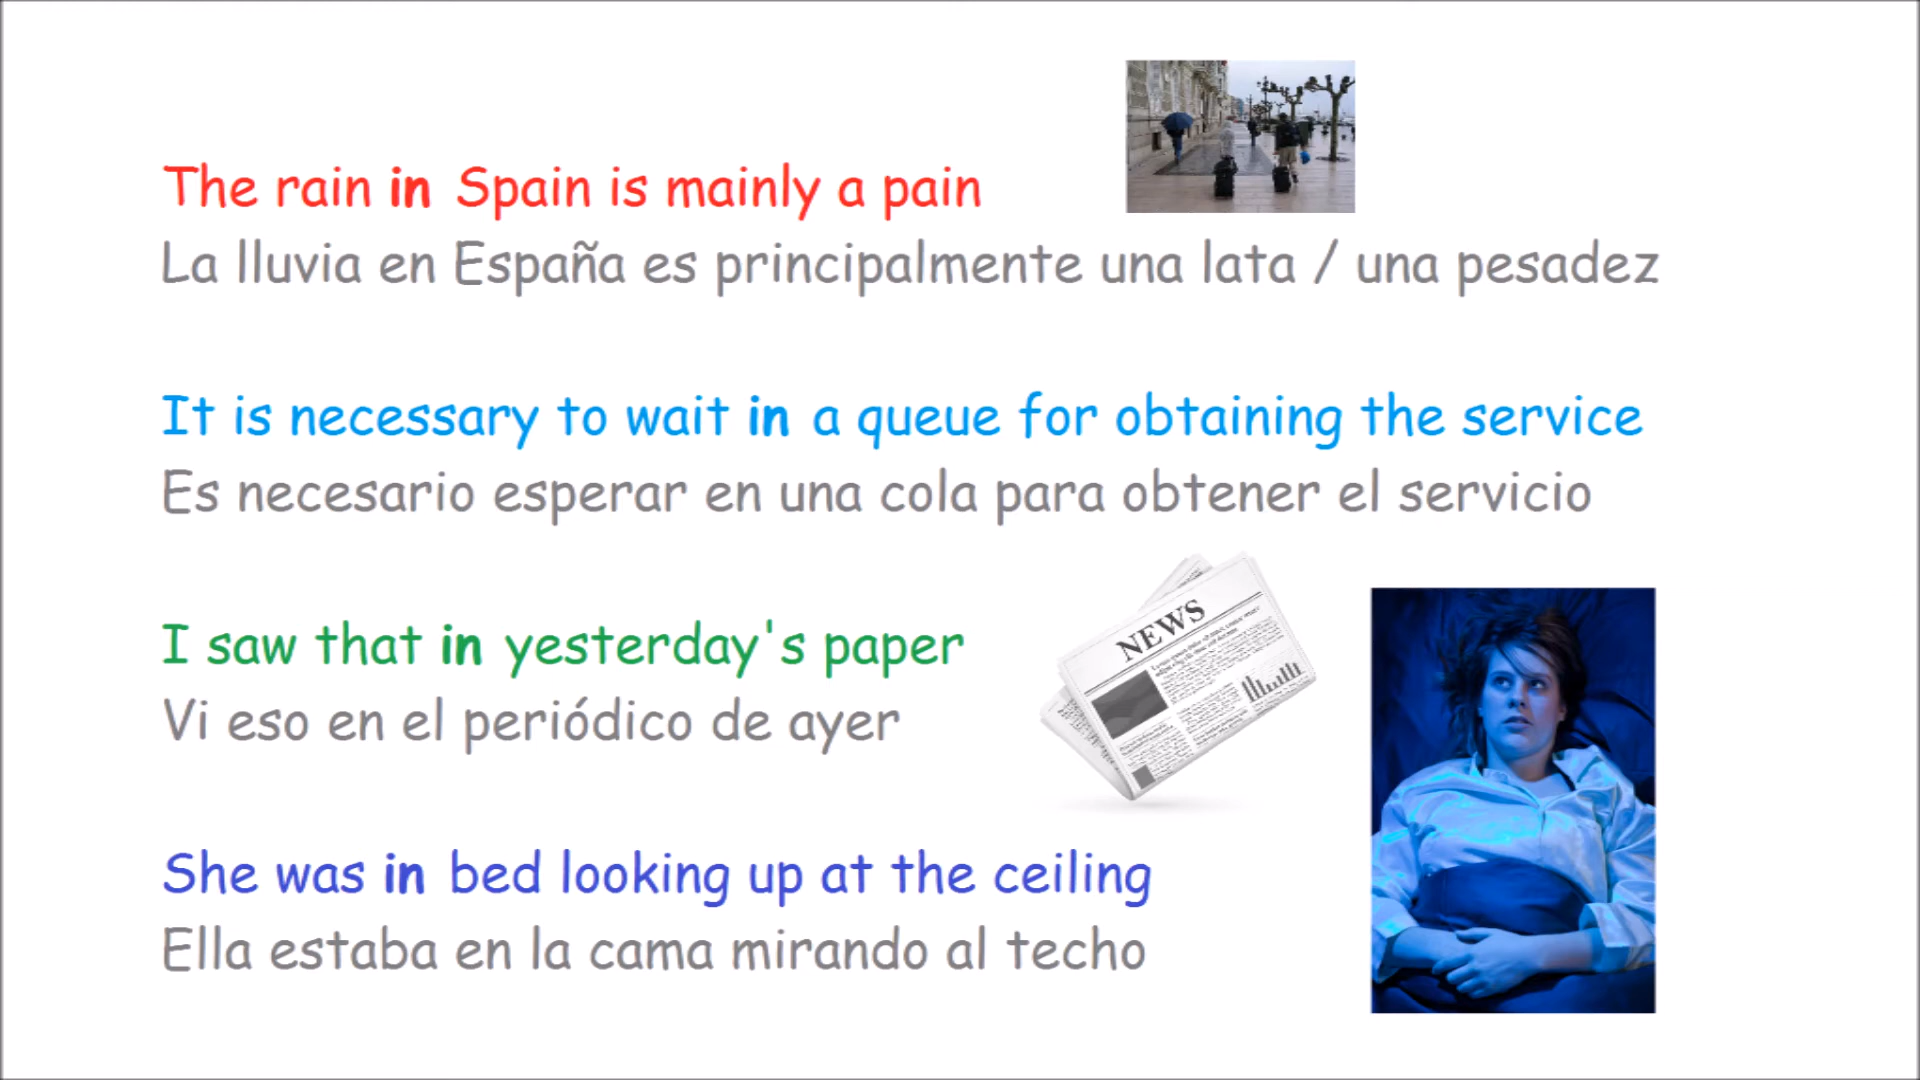 The rain in Spain is mainly a pain
La lluvia en España es principalmente una lata / una pesadez
It is necessary to wait in a queue for obtaining the service
Es necesario esperar en una cola para obtener el servicio
I saw that in yesterday's paper
Vi eso en el periódico de ayer
NEWS
She was in bed looking up at the ceiling
Ella estaba en la cama mirando al techo